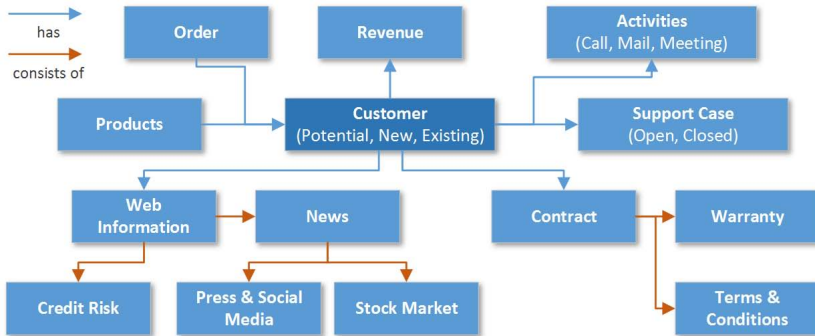 has
consists of
Order
Revenue
Activities
(Call, Mail, Meeting)
Products
Customer
(Potential, New, Existing)
Support Case
(Open, Closed)
Web
Information
News
Contract
Warranty
Credit Risk
Press & Social
Media
Stock Market
Terms &
Conditions